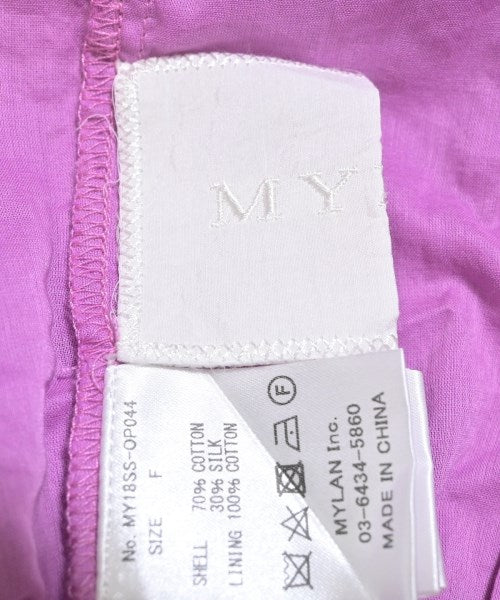 MY
No. MY18SS-OP044
SIZE F
SHELL 70% COTTON
30% SILK
LINING 100% COTTON
F
MYLAN Inc.
03-6434-5860
MADE IN CHINA